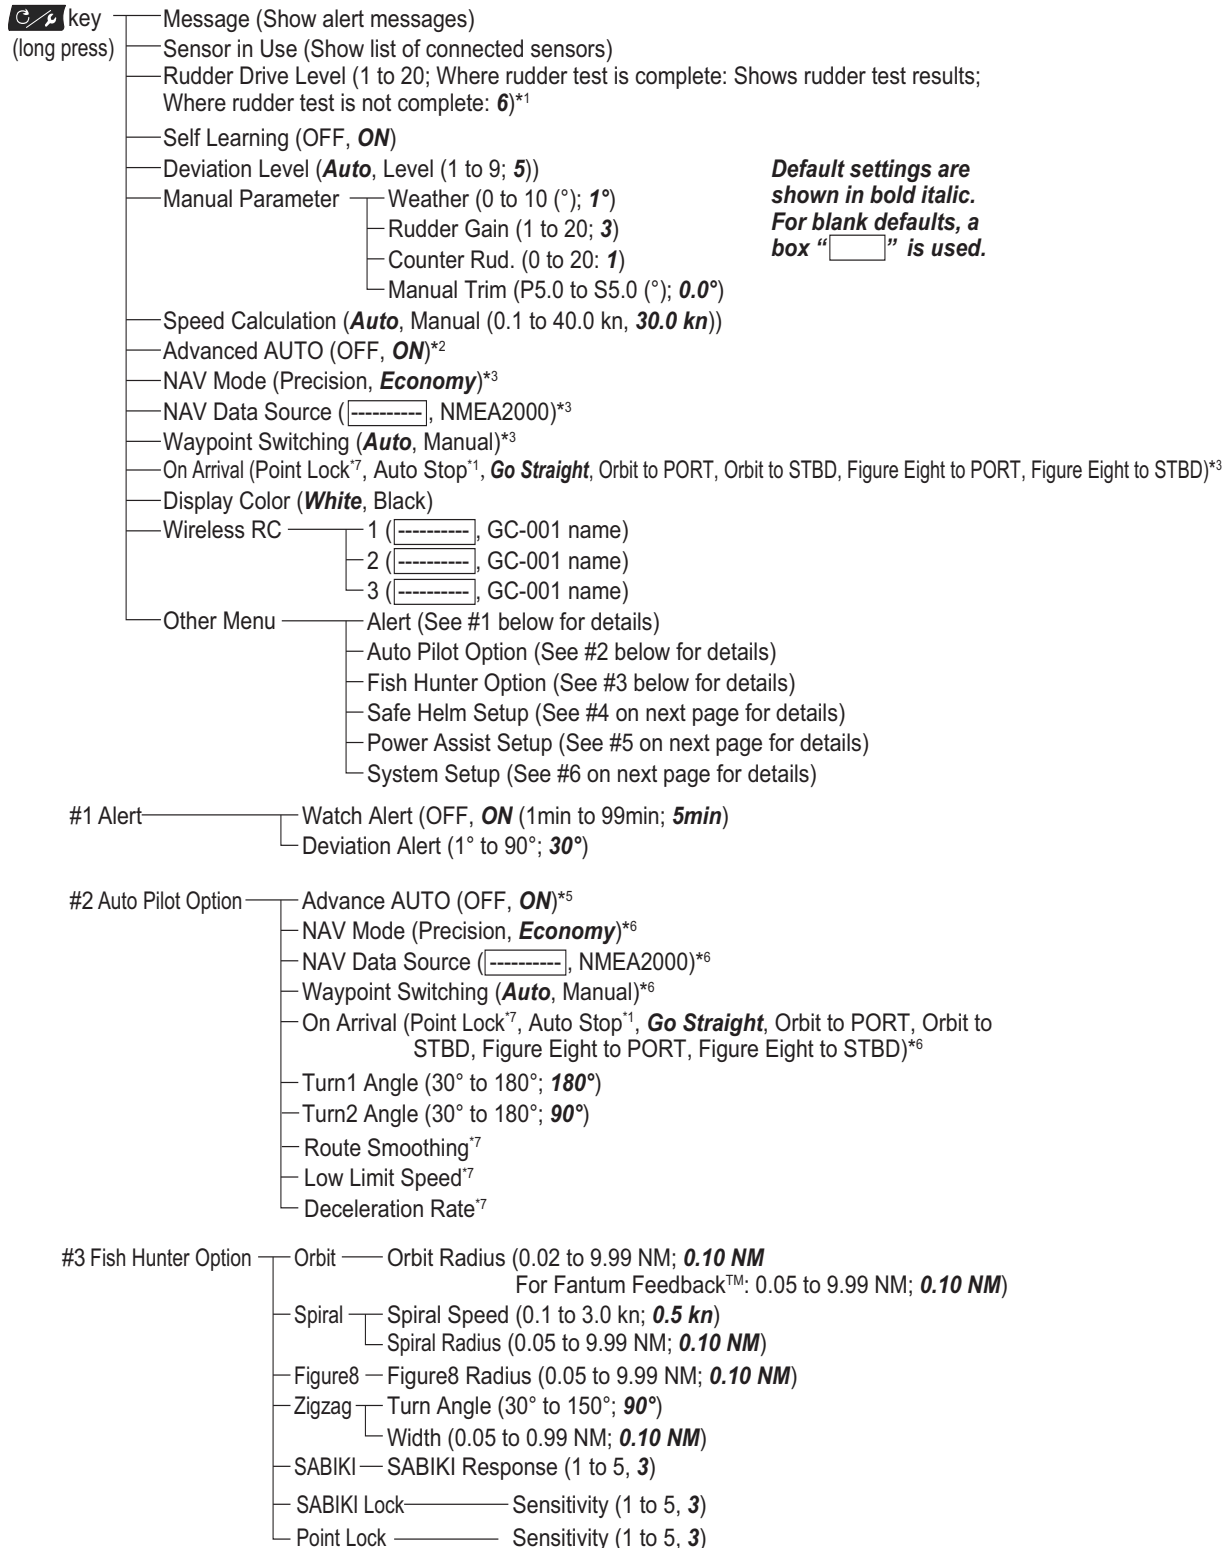 key
(long press)
Message (Show alert messages)
Sensor in Use (Show list of connected sensors)
Rudder Drive Level (1 to 20; Where rudder test is complete: Shows rudder test results;
Where rudder test is not complete: 6)*1
Self Learning (OFF, ON)
Deviation Level (Auto, Level (1 to 9; 5))
Manual Parameter
Weather (0 to 10 (°); 1°)
Rudder Gain (1 to 20; 3)
Counter Rud. (0 to 20: 1)
Manual Trim (P5.0 to S5.0 (°); 0.0°)
Default settings are
shown in bold italic.
For blank defaults, a
box “ ” is used.
Speed Calculation (Auto, Manual (0.1 to 40.0 kn, 30.0 kn))
Advanced AUTO (OFF, ON)*2
NAV Mode (Precision, Economy)*3
NAV Data Source (----------, NMEA2000)*3
Waypoint Switching (Auto, Manual)*3
On Arrival (Point Lock*7, Auto Stop*1, Go Straight, Orbit to PORT, Orbit to STBD, Figure Eight to PORT, Figure Eight to STBD)*3
Display Color (White, Black)
Wireless RC
1 (----------, GC-001 name)
2 (----------, GC-001 name)
3 (----------, GC-001 name)
Other Menu
Alert (See #1 below for details)
Auto Pilot Option (See #2 below for details)
Fish Hunter Option (See #3 below for details)
Safe Helm Setup (See #4 on next page for details)
Power Assist Setup (See #5 on next page for details)
System Setup (See #6 on next page for details)
#1 Alert
Watch Alert (OFF, ON (1min to 99min; 5min)
Deviation Alert (1° to 90°; 30°)
#2 Auto Pilot Option
Advance AUTO (OFF, ON)*5
NAV Mode (Precision, Economy)*6
NAV Data Source (----------, NMEA2000)*6
Waypoint Switching (Auto, Manual)*6
On Arrival (Point Lock*7, Auto Stop*1, Go Straight, Orbit to PORT, Orbit to
STBD, Figure Eight to PORT, Figure Eight to STBD)*6
Turn1 Angle (30° to 180°; 180°)
Turn2 Angle (30° to 180°; 90°)
Route Smoothing*7
Low Limit Speed*7
Deceleration Rate*7
#3 Fish Hunter Option
Orbit
Orbit Radius (0.02 to 9.99 NM; 0.10 NM
For Fantum Feedback™: 0.05 to 9.99 NM; 0.10 NM)
Spiral
Spiral Speed (0.1 to 3.0 kn; 0.5 kn)
Spiral Radius (0.05 to 9.99 NM; 0.10 NM)
Figure8
Figure8 Radius (0.05 to 9.99 NM; 0.10 NM)
Zigzag
Turn Angle (30° to 150°; 90°)
Width (0.05 to 0.99 NM; 0.10 NM)
SABIKI
SABIKI Response (1 to 5, 3)
SABIKI Lock
Sensitivity (1 to 5, 3)
Point Lock
Sensitivity (1 to 5, 3)